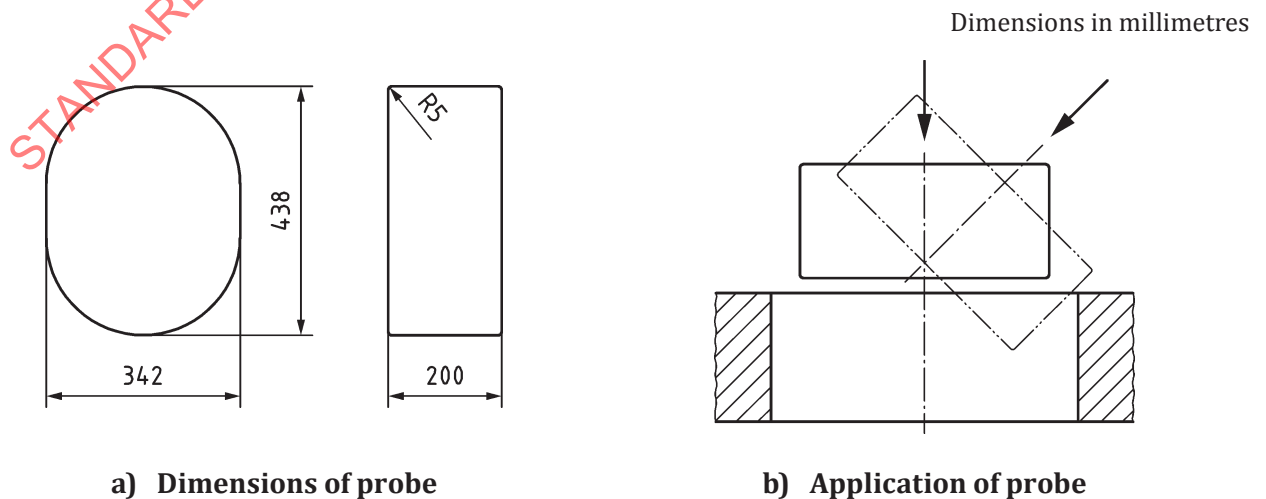 Dimensions in millimetres
STANDARD
R5
438
342
200
a) Dimensions of probe
b) Application of probe